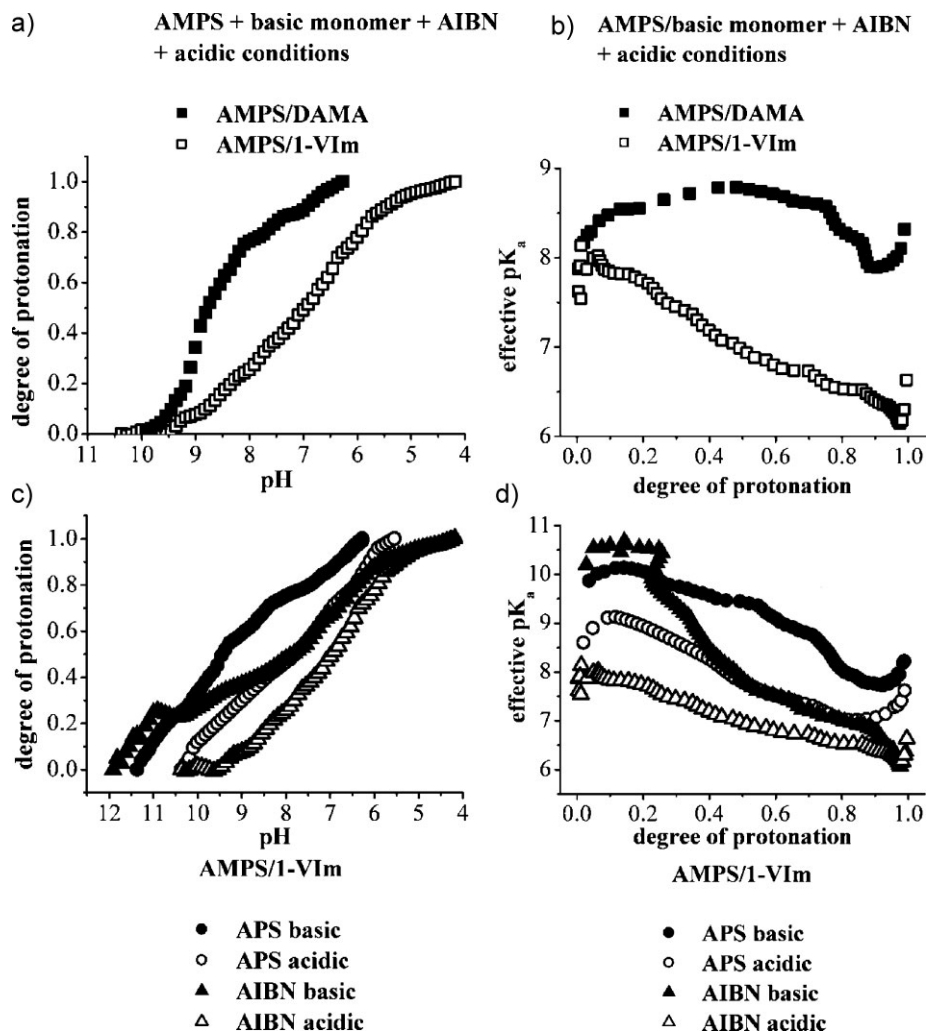 a) AMPS + basic monomer + AIBN
+ acidic conditions
AMPS/DAMA
AMPS/1-VIm
1.0
0.8
0.6
0.4
0.2
0.0
degree of protonation
11 10 9 8 7 6 5 4
pH
b) AMPS/basic monomer + AIBN
+ acidic conditions
AMPS/DAMA
AMPS/1-VIm
9
8
7
6
effective pKa
0.0 0.2 0.4 0.6 0.8 1.0
degree of protonation
c)
1.0
0.8
0.6
0.4
0.2
0.0
degree of protonation
12 11 10 9 8 7 6 5 4
pH
AMPS/1-VIm
APS basic
APS acidic
AIBN basic
AIBN acidic
d)
11
10
9
8
7
6
effective pKa
0.0 0.2 0.4 0.6 0.8 1.0
degree of protonation
AMPS/1-VIm
APS basic
APS acidic
AIBN basic
AIBN acidic